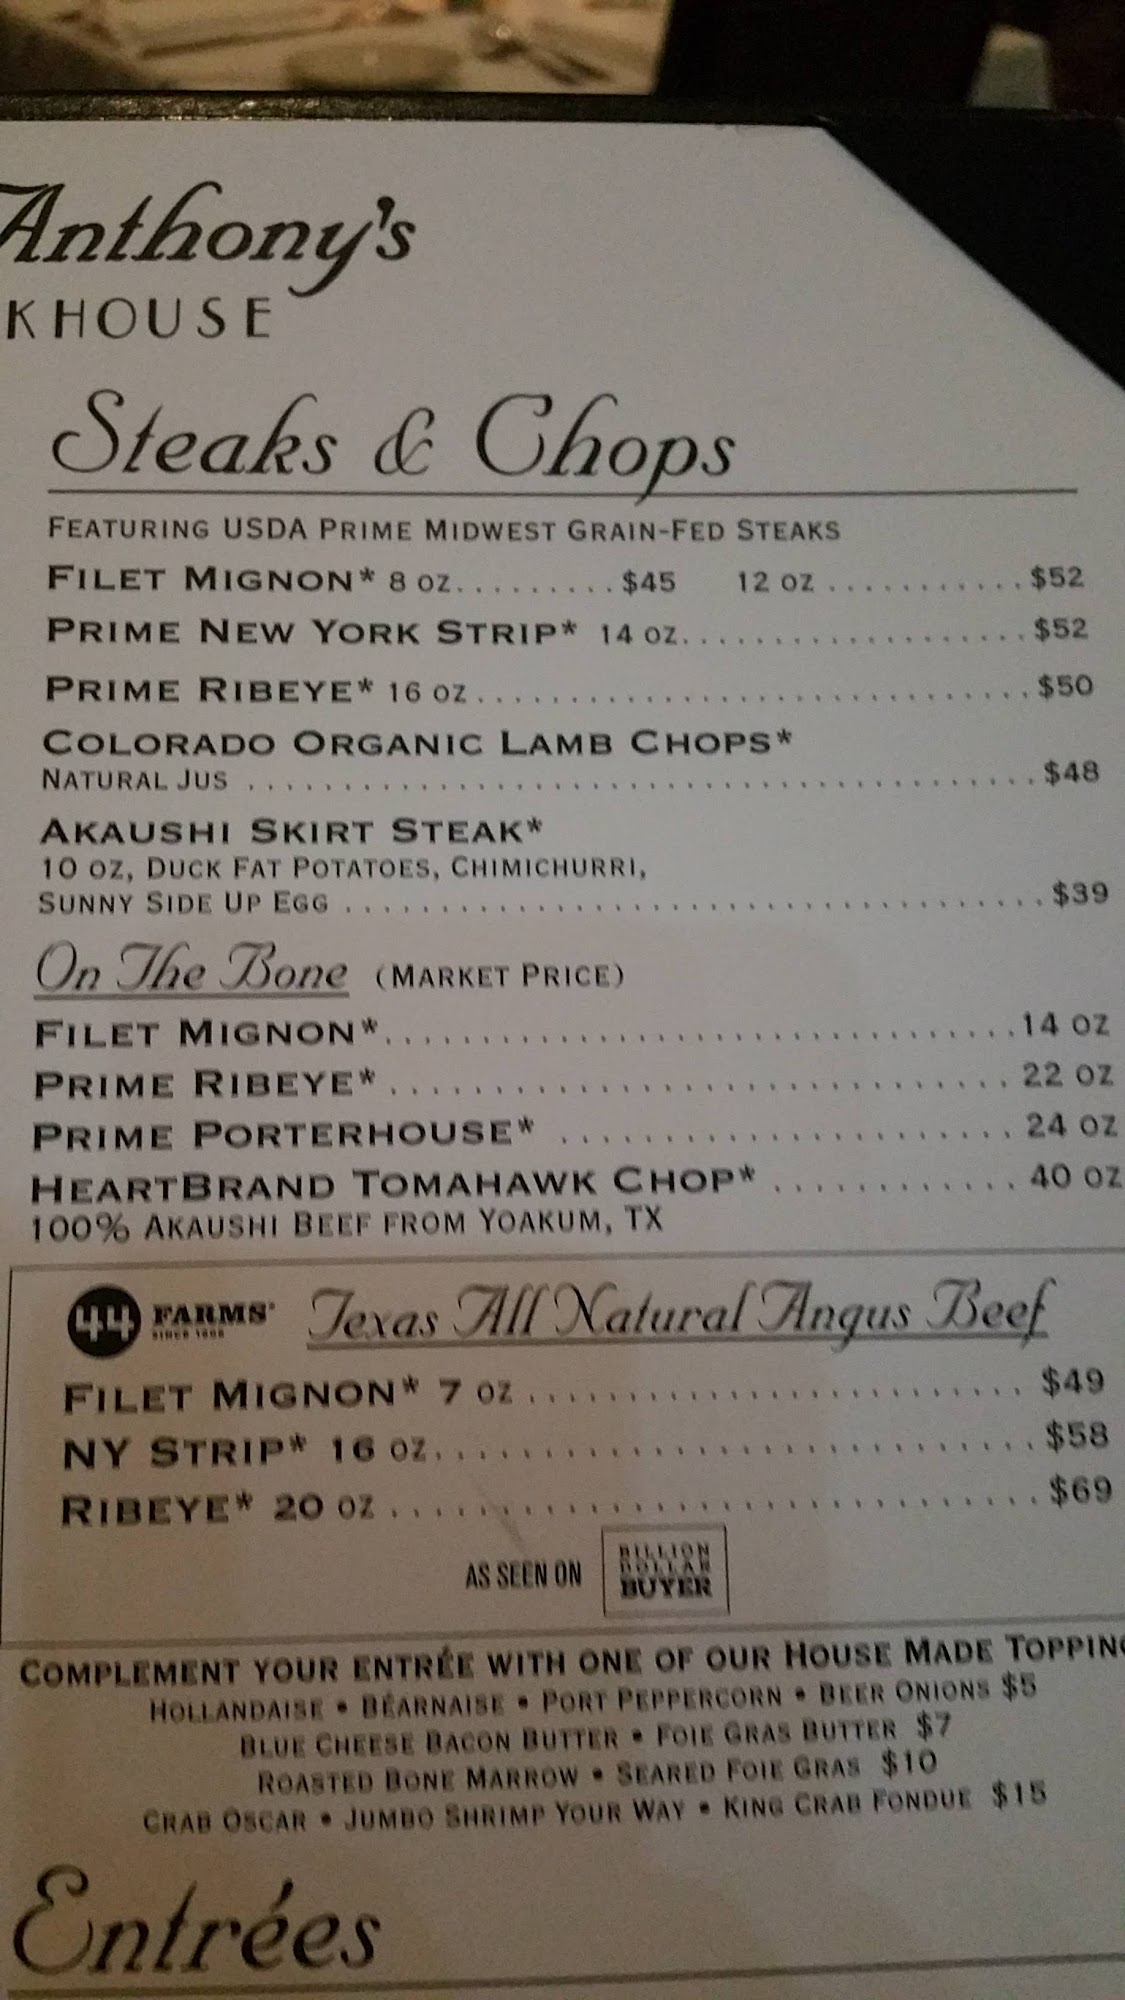 Anthony's
KHOUSE
Steaks & Chops
FEATURING USDA PRIME MIDWEST GRAIN-FED STEAKS
FILET MIGNON* 8 OZ.........$45 12 OZ...........$52
PRIME NEW YORK STRIP* 14 OZ...................$52
PRIME RIBEYE* 16 OZ..............................$50
COLORADO ORGANIC LAMB CHOPS*
NATURAL JUS ..........................................$48
AKAUSHI SKIRT STEAK*
10 OZ, DUCK FAT POTATOES, CHIMICHURRI,
SUNNY SIDE UP EGG .....................................$39
On The Bone (MARKET PRICE)
FILET MIGNON*..................................14 OZ
PRIME RIBEYE*.................................22 OZ
PRIME PORTERHOUSE* ........................24 OZ
HEARTBRAND TOMAHAWK CHOP*.............40 OZ
100% AKAUSHI BEEF FROM YOAKUM, TX
44 FARMS Texas All Natural Angus Beef
SINCE 1909
FILET MIGNON* 7 OZ...........................$49
NY STRIP* 16 OZ................................$58
RIBEYE* 20 OZ...................................$69
AS SEEN ON BILLION
DOLLAR
BUYER
COMPLEMENT YOUR ENTRÉE WITH ONE OF OUR HOUSE MADE TOPPING
HOLLANDAISE • BÉARNAISE • PORT PEPPERCORN • BEER ONIONS $5
BLUE CHEESE BACON BUTTER • FOIE GRAS BUTTER $7
ROASTED BONE MARROW • SEARED FOIE GRAS $10
CRAB OSCAR • JUMBO SHRIMP YOUR WAY • KING CRAB FONDUE $15
Entrées